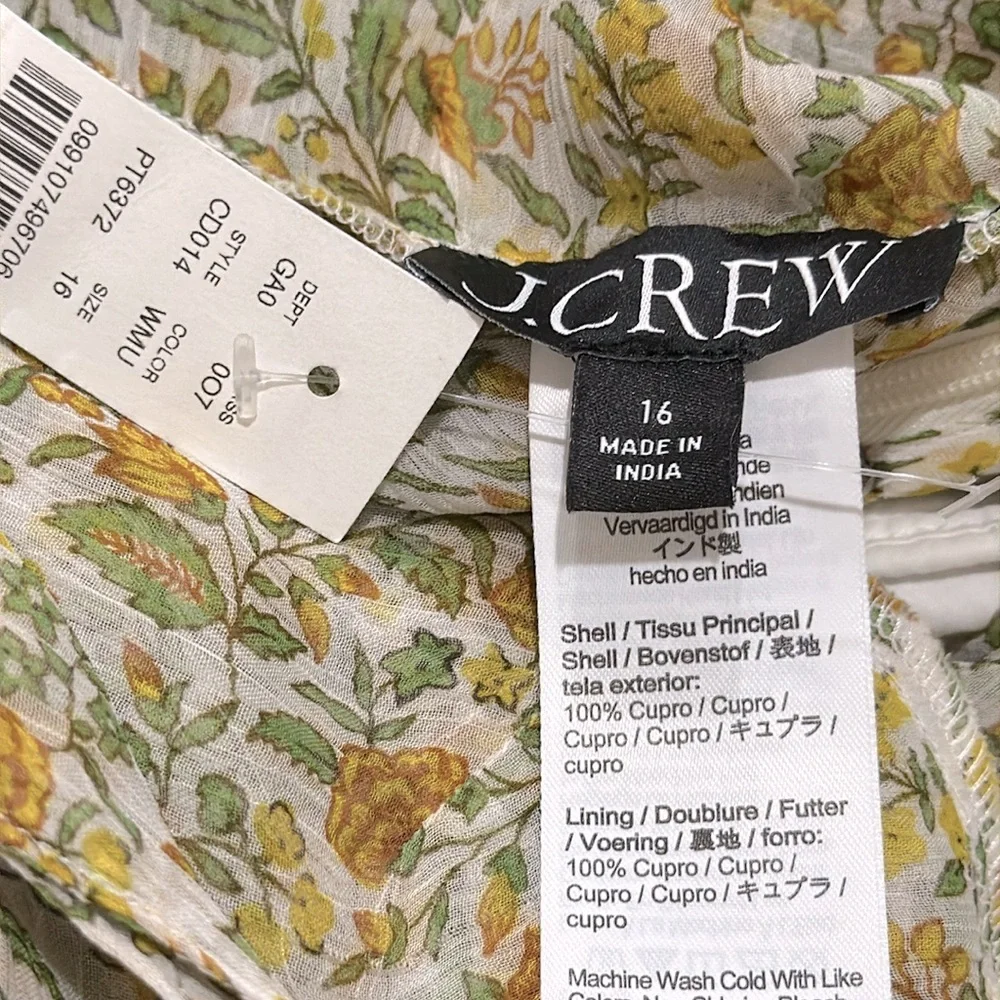 099107496706
PT6372
16
SIZE
CD014
STYLE
WMU
COLOR
GA0
DEPT
007
J.CREW
16
MADE IN
INDIA
Vervaardigd in India
インド製
hecho en india
Shell / Tissu Principal /
Shell / Bovenstof / 表地 /
tela exterior:
100% Cupro / Cupro /
Cupro / Cupro / キュプラ /
cupro
Lining / Doublure / Futter
/ Voering / 裏地 / forro:
100% Cupro / Cupro /
Cupro / Cupro / キュプラ /
cupro
Machine Wash Cold With Like